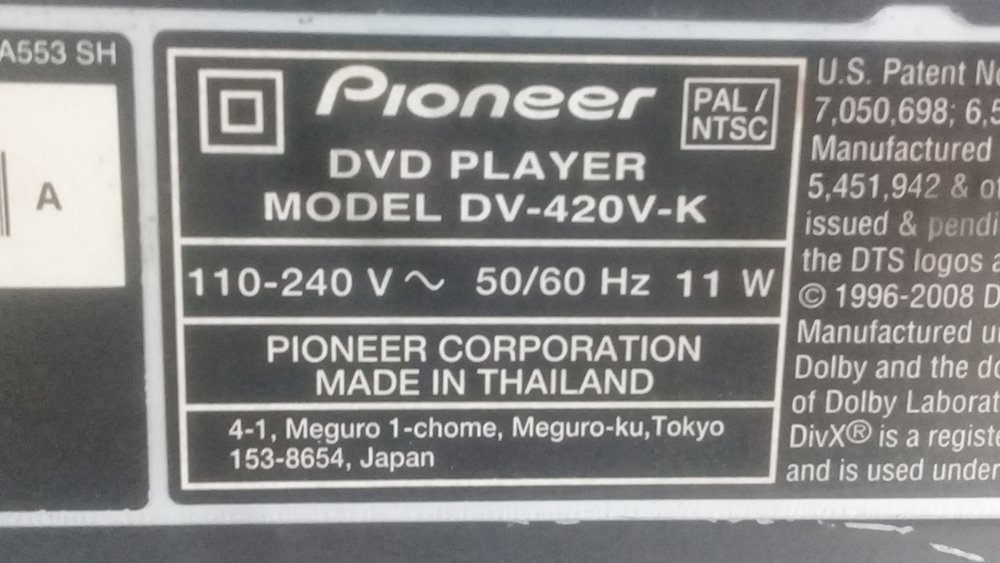 A553 SH
A
Pioneer
PAL /
NTSC
DVD PLAYER
MODEL DV-420V-K
110-240 V ~ 50/60 Hz 11 W
PIONEER CORPORATION
MADE IN THAILAND
4-1, Meguro 1-chome, Meguro-ku,Tokyo
153-8654, Japan
U.S. Patent
7,050,698;
Manufactured
5,451,942 &
issued &
the DTS logos
© 1996-2008
Manufactured
Dolby and the
of Dolby
DivX® is a
and is used under